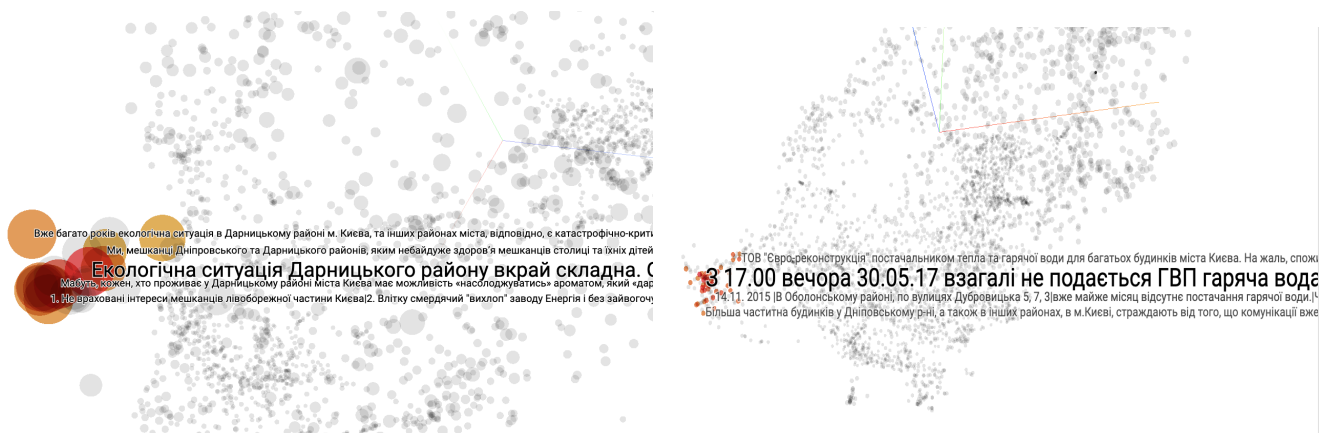 Вже багато років екологічна ситуація в Дарницькому районі м. Києва, та інших районах міста, відповідно, є катастрофічно-крити
Ми, мешканці Дніпровського та Дарницького районів, яким небайдуже здоров'я мешканців столиці та їхніх дітей
Екологічна ситуація Дарницького району вкрай складна. С
Мабуть, кожен, хто проживає у Дарницькому районі міста Києва має можливість «насолоджуватись» ароматом, який «дар
1. Не враховані інтереси мешканців лівобережної частини Києва|2. Влітку смердячий "вихлоп" заводу Енергія і без зайвогочу
ТОВ "Євро-реконструкція" постачальником тепла та гарячої води для багатьох будинків міста Києва. На жаль, спожи
З 17.00 вечора 30.05.17 взагалі не подається ГВП гаряча вода
14.11. 2015 |В Оболонському районі, по вулицях Дубровицька 5, 7, 3|вже майже місяц відсутнє постачання гарячої води.|Ч
Більша частитна будинків у Дніпровському р-ні, а також в інших районах, в м.Києві, страждають від того, що комунікації вже